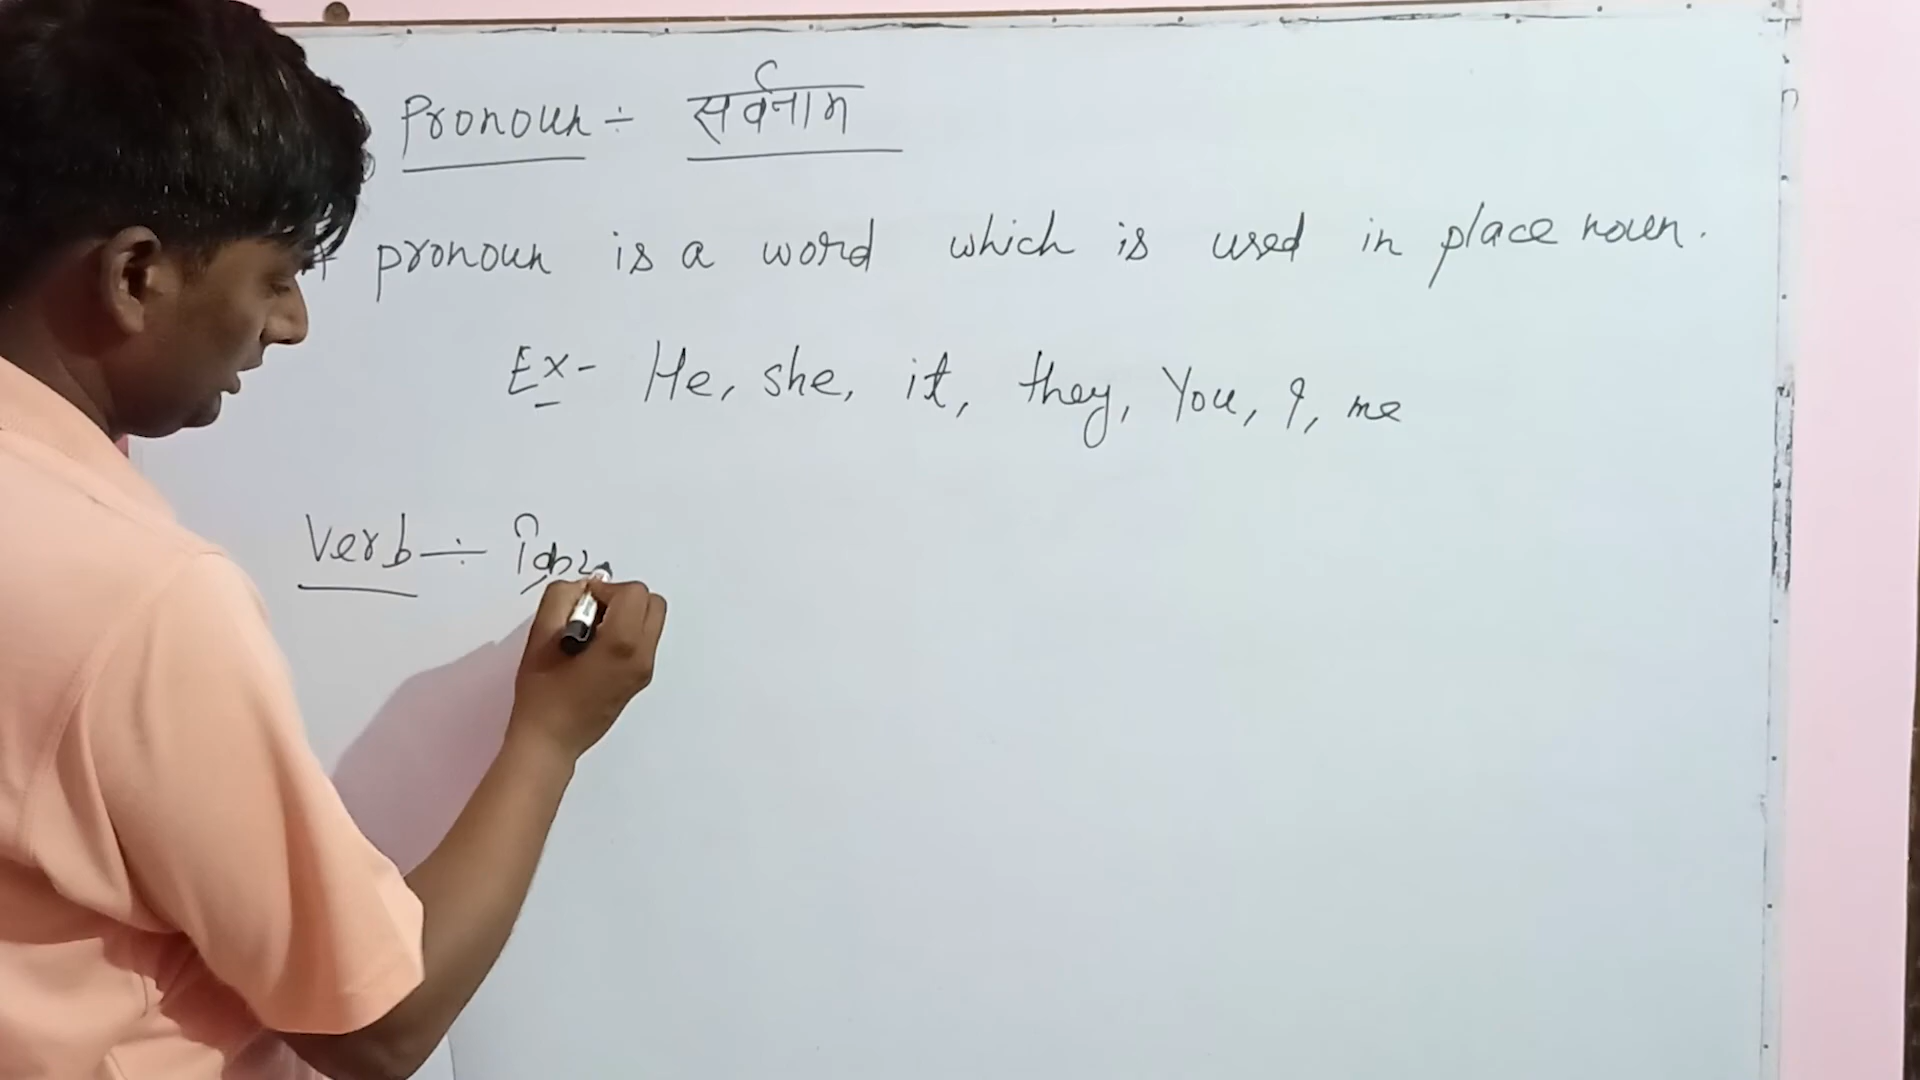 Pronoun ÷ सर्वनाम
A pronoun is a word which is used in place noun.
Ex- He, she, it, they, You, I, me
Verb ÷